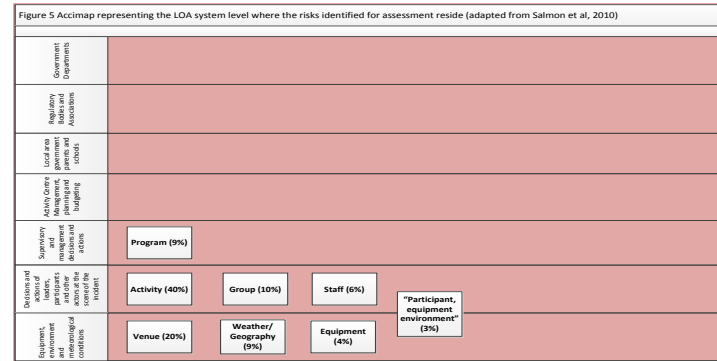 Figure 5 Accimap representing the LOA system level where the risks identified for assessment reside (adapted from Salmon et al, 2010)
Government
Departments
Regulatory
Bodies and
Associations
Local area
government
parents and
schools
Activity Centre
Management,
planning and
budgeting
Supervisory
and
management
decisions and
actions
Program (9%)
Decisions and
actions of
leaders,
participants
and other
actors at the
scene of the
incident
Activity (40%)
Group (10%)
Staff (6%)
"Participant,
equipment
environment"
(3%)
Equipment,
environment
and
meteorological
conditions
Venue (20%)
Weather/
Geography
(9%)
Equipment
(4%)